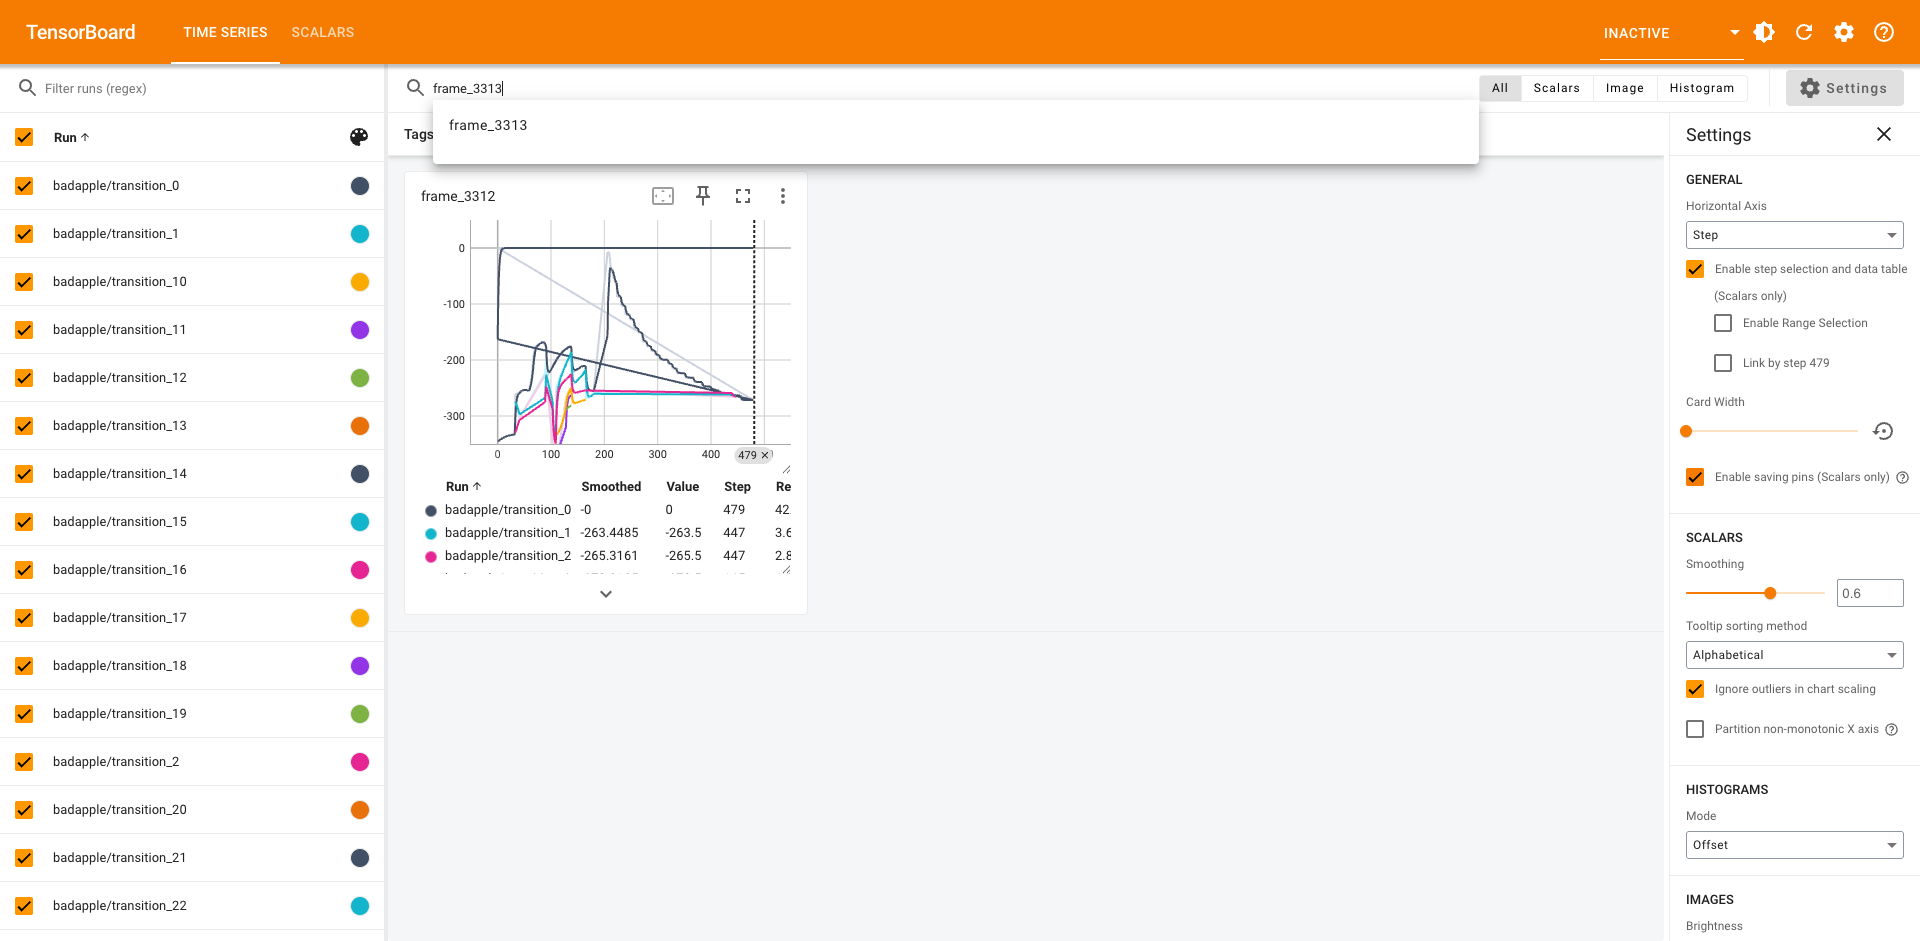 TensorBoard
TIME SERIES
SCALARS
INACTIVE
Filter runs (regex)
frame_3313
All
Scalars
Image
Histogram
Settings
frame_3313
Run
badapple/transition_0
badapple/transition_1
badapple/transition_10
badapple/transition_11
badapple/transition_12
badapple/transition_13
badapple/transition_14
badapple/transition_15
badapple/transition_16
badapple/transition_17
badapple/transition_18
badapple/transition_19
badapple/transition_2
badapple/transition_20
badapple/transition_21
badapple/transition_22
Tags
frame_3312
0
-100
-200
-300
0 100 200 300 400 479
Run Smoothed Value Step Re
badapple/transition_0 -0 0 479 42.
badapple/transition_1 -263.4485 -263.5 447 3.6
badapple/transition_2 -265.3161 -265.5 447 2.8
Settings
GENERAL
Horizontal Axis
Step
Enable step selection and data table
(Scalars only)
Enable Range Selection
Link by step 479
Card Width
Enable saving pins (Scalars only)
SCALARS
Smoothing
0.6
Tooltip sorting method
Alphabetical
Ignore outliers in chart scaling
Partition non-monotonic X axis
HISTOGRAMS
Mode
Offset
IMAGES
Brightness